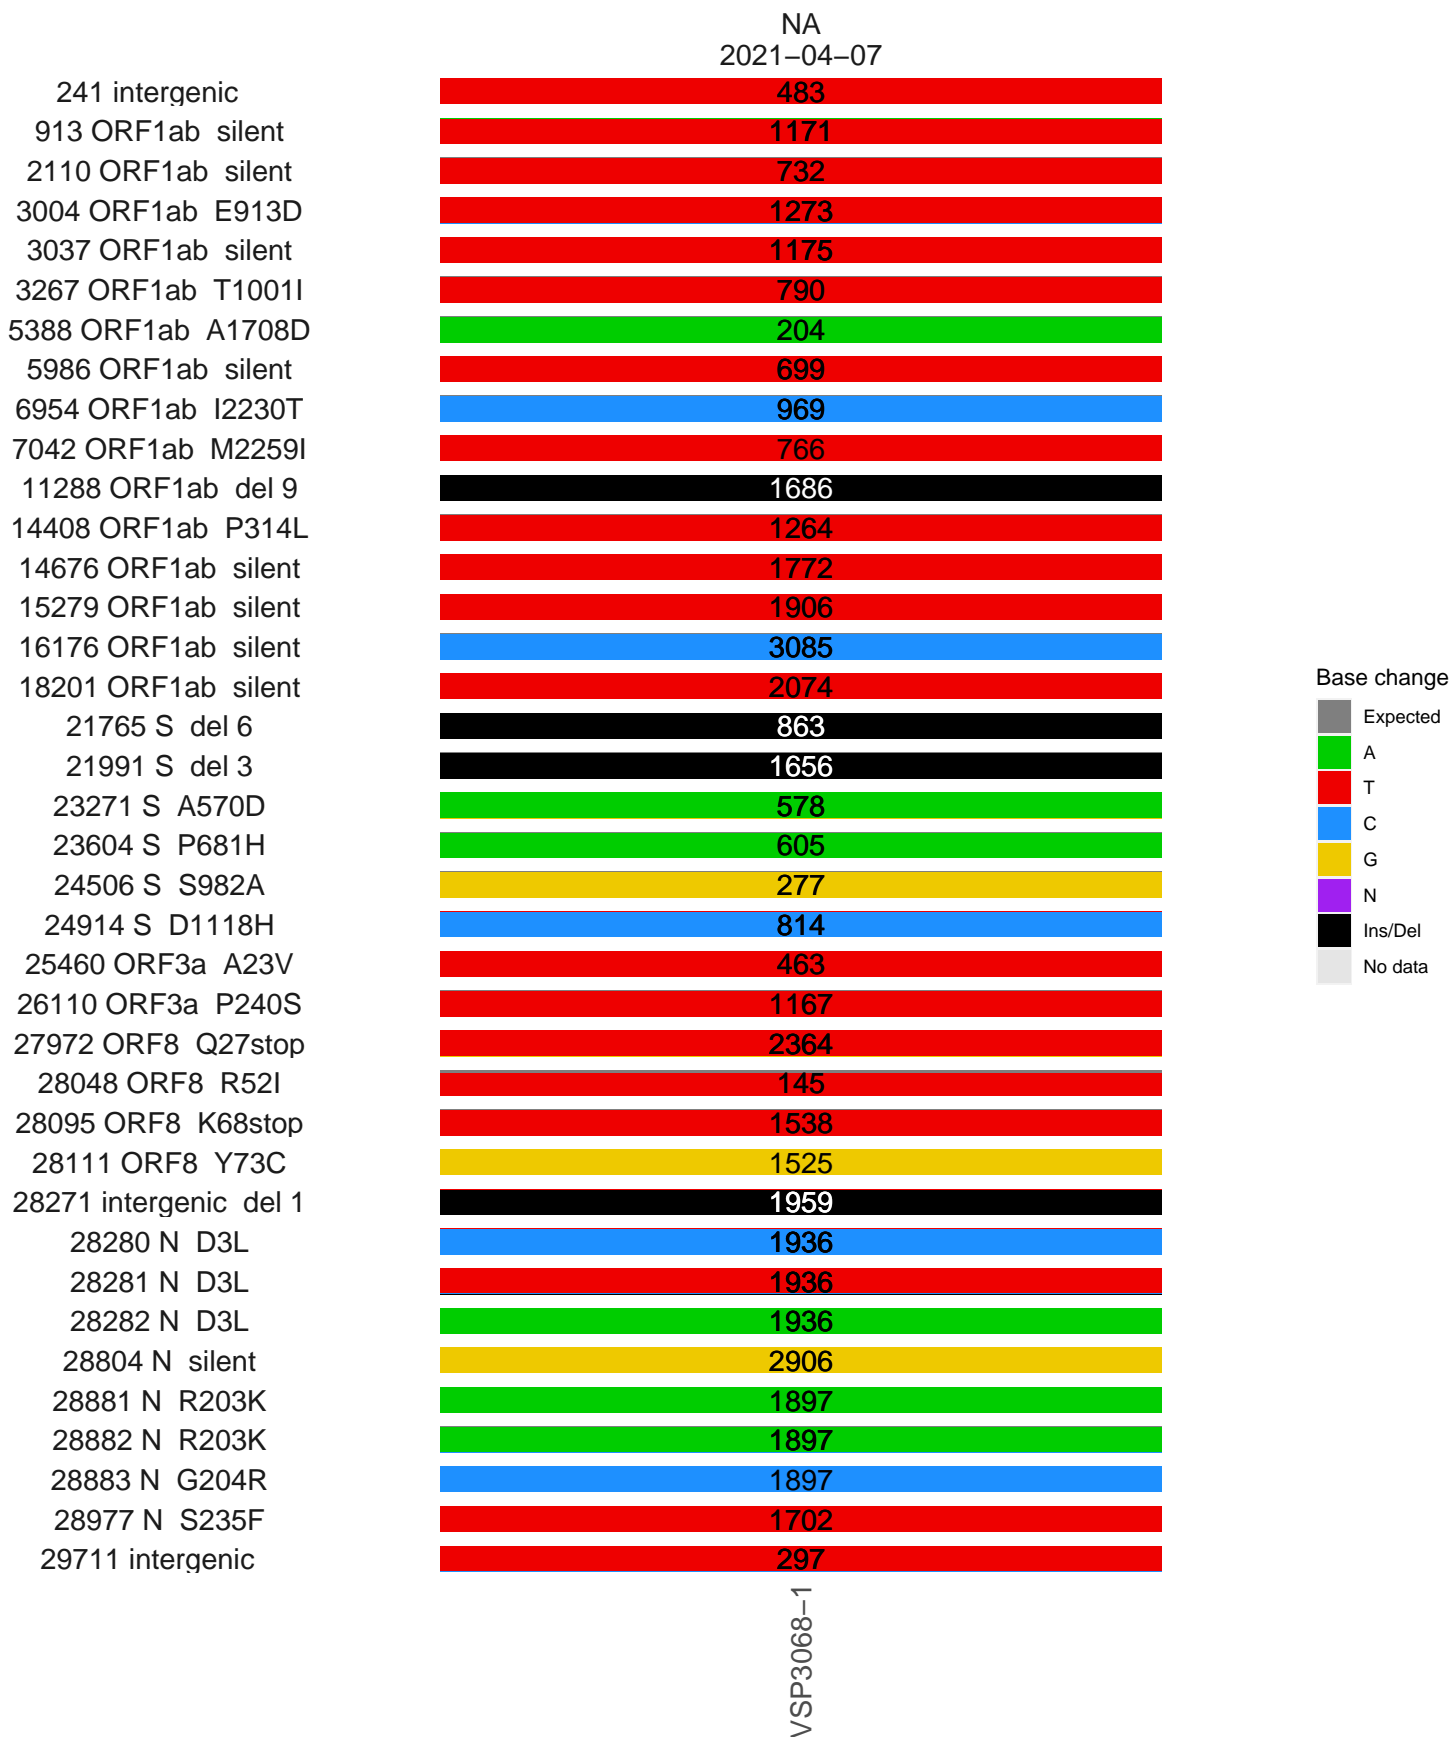 NA
2021−04−07
241 intergenic 483
913 ORF1ab silent 1171
2110 ORF1ab silent 732
3004 ORF1ab E913D 1273
3037 ORF1ab silent 1175
3267 ORF1ab T1001I 790
5388 ORF1ab A1708D 204
5986 ORF1ab silent 699
6954 ORF1ab I2230T 969
7042 ORF1ab M2259I 766
11288 ORF1ab del 9 1686
14408 ORF1ab P314L 1264
14676 ORF1ab silent 1772
15279 ORF1ab silent 1906
16176 ORF1ab silent 3085
18201 ORF1ab silent 2074
21765 S del 6 863
21991 S del 3 1656
23271 S A570D 578
23604 S P681H 605
24506 S S982A 277
24914 S D1118H 814
25460 ORF3a A23V 463
26110 ORF3a P240S 1167
27972 ORF8 Q27stop 2364
28048 ORF8 R52I 145
28095 ORF8 K68stop 1538
28111 ORF8 Y73C 1525
28271 intergenic del 1 1959
28280 N D3L 1936
28281 N D3L 1936
28282 N D3L 1936
28804 N silent 2906
28881 N R203K 1897
28882 N R203K 1897
28883 N G204R 1897
28977 N S235F 1702
29711 intergenic 297
VSP3068−1
Base change
Expected
A
T
C
G
N
Ins/Del
No data